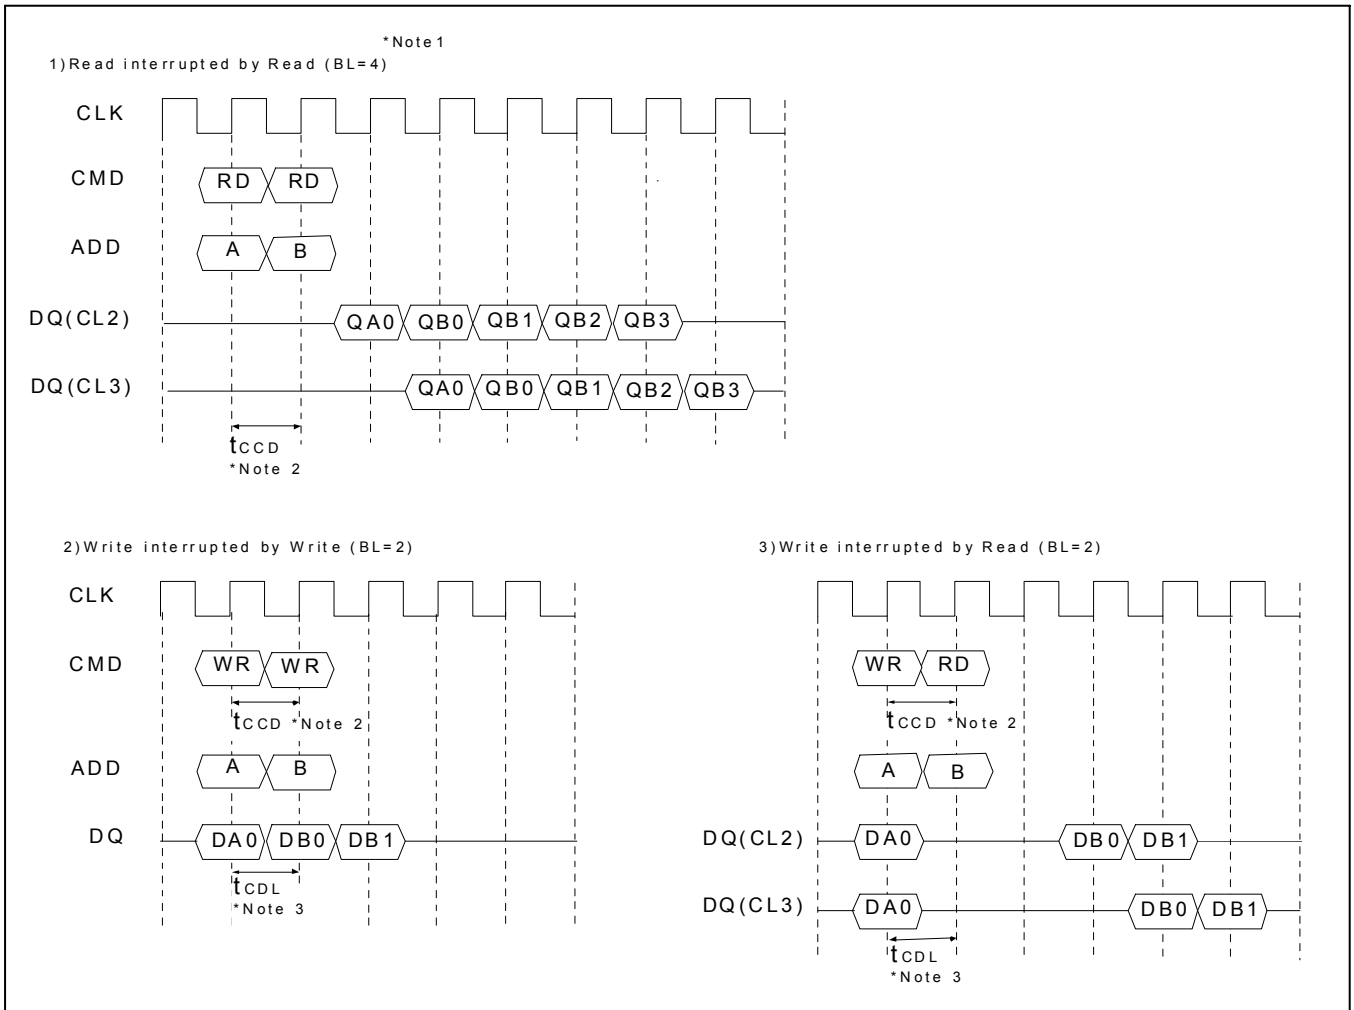 *Note1
1)Read interrupted by Read (BL=4)
CLK
CMD RD RD
ADD A B
DQ(CL2) QA0 QB0 QB1 QB2 QB3
DQ(CL3) QA0 QB0 QB1 QB2 QB3
tCCD
*Note 2
2)Write interrupted by Write (BL=2)
CLK
CMD WR WR
tCCD *Note 2
ADD A B
DQ DA0 DB0 DB1
tCDL
*Note 3
3)Write interrupted by Read (BL=2)
WR RD
tCCD *Note 2
A B
DQ(CL2) DA0 DB0 DB1
DQ(CL3) DA0 DB0 DB1
tCDL
*Note 3